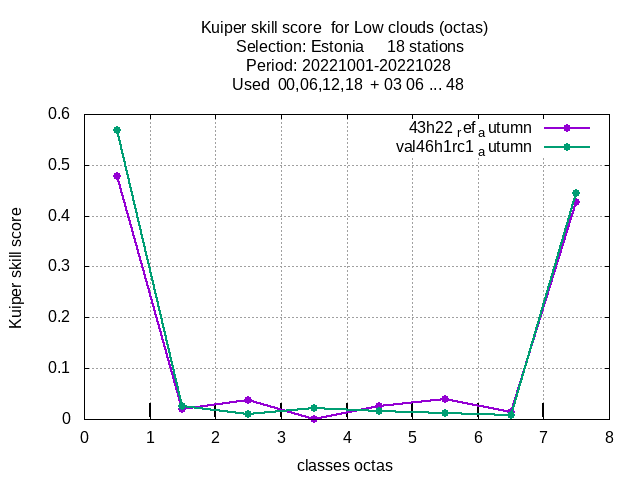 Kuiper skill score  for Low clouds (octas)
Selection: Estonia     18 stations
Period: 20221001-20221028
Used  00,06,12,18  + 03 06 ... 48
43h22 ref autumn
val46h1rc1 autumn
0.6
0.5
0.4
0.3
0.2
0.1
0
Kuiper skill score
0 1 2 3 4 5 6 7 8
classes octas